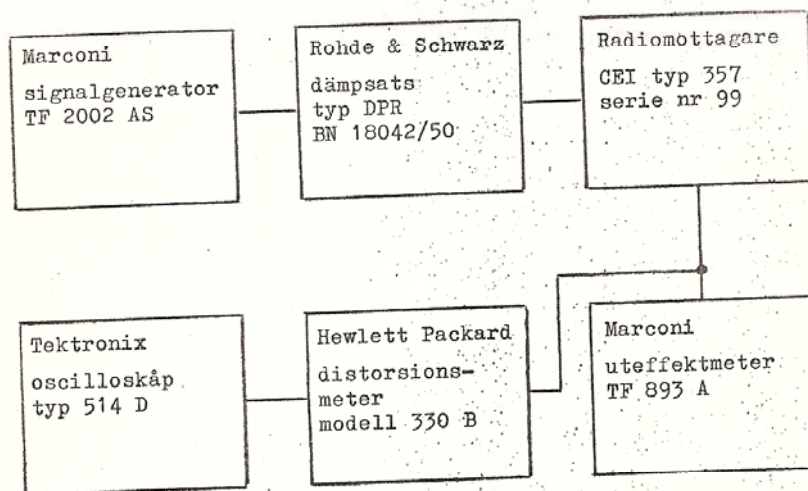 Marconi
signalgenerator
TF 2002 AS
Rohde & Schwarz
dämpsats
typ DPR
BN 18042/50
Radiomottagare
CEI typ 357
serie nr 99
Tektronix
oscilloskåp
typ 514 D
Hewlett Packard
distorsions-
meter
modell 330 B
Marconi
uteffektmeter
TF 893 A